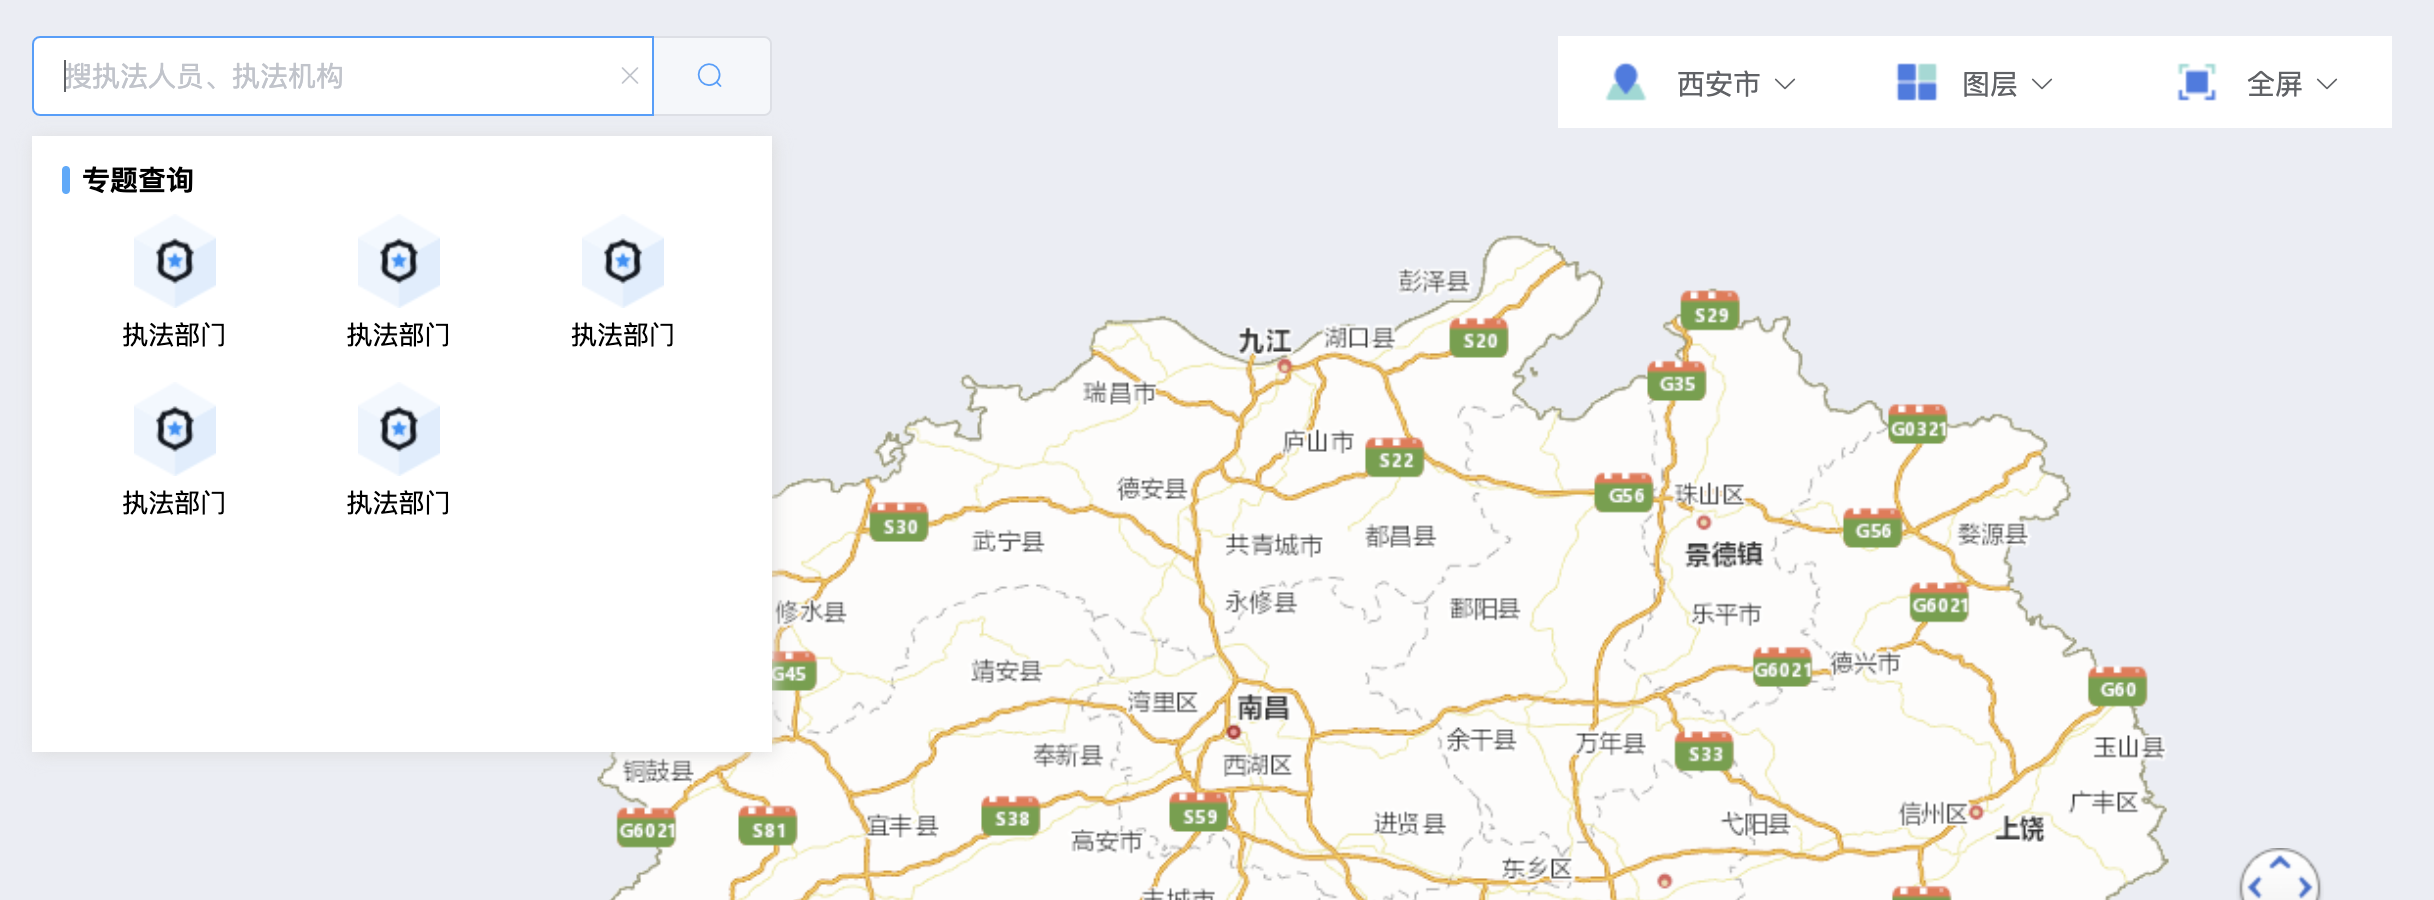 搜执法人员、执法机构
西安市
图层
全屏
专题查询
执法部门
执法部门
执法部门
执法部门
执法部门
彭泽县
S29
九江
湖口县
S20
G35
瑞昌市
G0321
庐山市
S22
德安县
G56
珠山区
S30
武宁县
共青城市
都昌县
G56
婺源县
景德镇
修水县
永修县
鄱阳县
乐平市
G6021
G45
靖安县
G6021
德兴市
湾里区
南昌
G60
奉新县
西湖区
余干县
万年县
S33
玉山县
铜鼓县
G6021
S81
宜丰县
S38
高安市
S59
进贤县
弋阳县
信州区
上饶
广丰区
东乡区